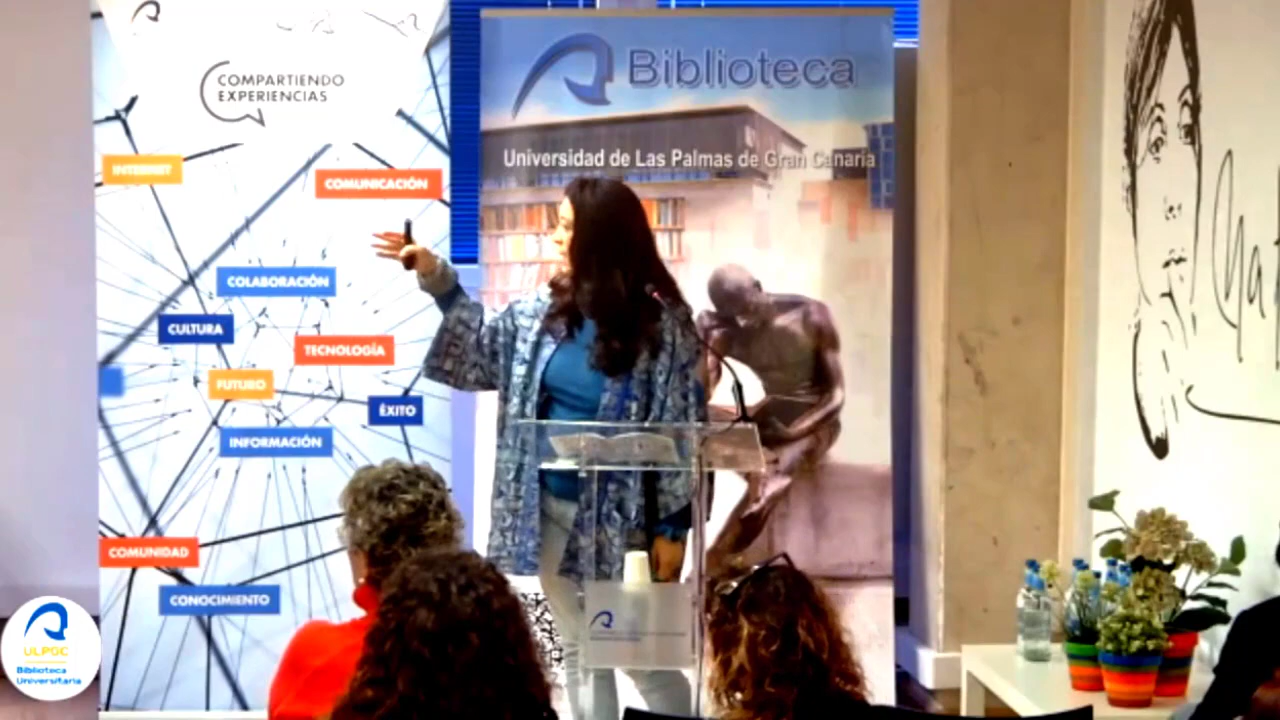 COMPARTIENDO
EXPERIENCIAS
INTERNET
COMUNICACIÓN
COLABORACIÓN
CULTURA
TECNOLOGÍA
FUTURO
ÉXITO
INFORMACIÓN
COMUNIDAD
CONOCIMIENTO
Biblioteca
Universidad de Las Palmas de Gran Canaria
ULPGC
Biblioteca
Universitaria